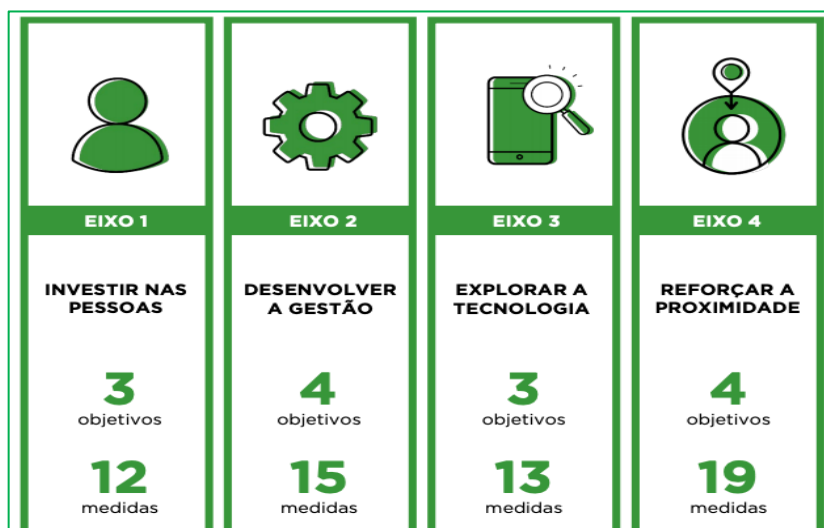 EIXO 1
INVESTIR NAS
PESSOAS
3
objetivos
12
medidas
EIXO 2
DESENVOLVER
A GESTÃO
4
objetivos
15
medidas
EIXO 3
EXPLORAR A
TECNOLOGIA
3
objetivos
13
medidas
EIXO 4
REFORÇAR A
PROXIMIDADE
4
objetivos
19
medidas